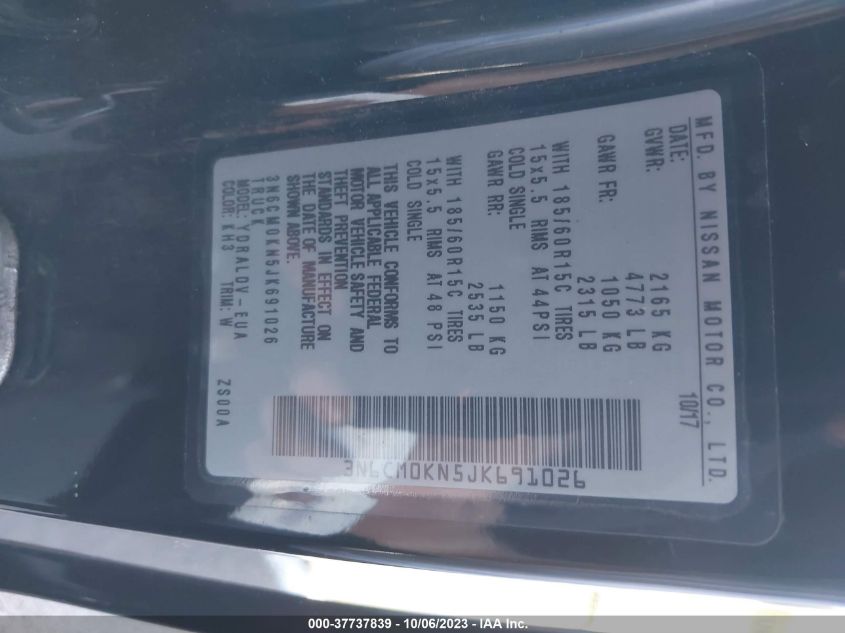 MFD. BY NISSAN MOTOR CO., LTD.
DATE: 10/17
GVWR: 2165 KG
4773 LB
GAWR FR: 1050 KG
2315 LB
WITH 185/60R15C TIRES
15x5.5 RIMS AT 44PSI
COLD SINGLE
GAWR RR: 1150 KG
2535 LB
WITH 185/60R15C TIRES
15x5.5 RIMS AT 48 PSI
COLD SINGLE
THIS VEHICLE CONFORMS TO
ALL APPLICABLE FEDERAL
MOTOR VEHICLE SAFETY AND
THEFT PREVENTION
STANDARDS IN EFFECT ON
THE DATE OF MANUFACTURE
SHOWN ABOVE.
3N6CM0KN5JK691026
TRUCK
MODEL: YDRALDV-EUA
COLOR: KH3 TRIM: W ZS00A
3N6CM0KN5JK691026
000-37737839 - 10/06/2023 - IAA Inc.